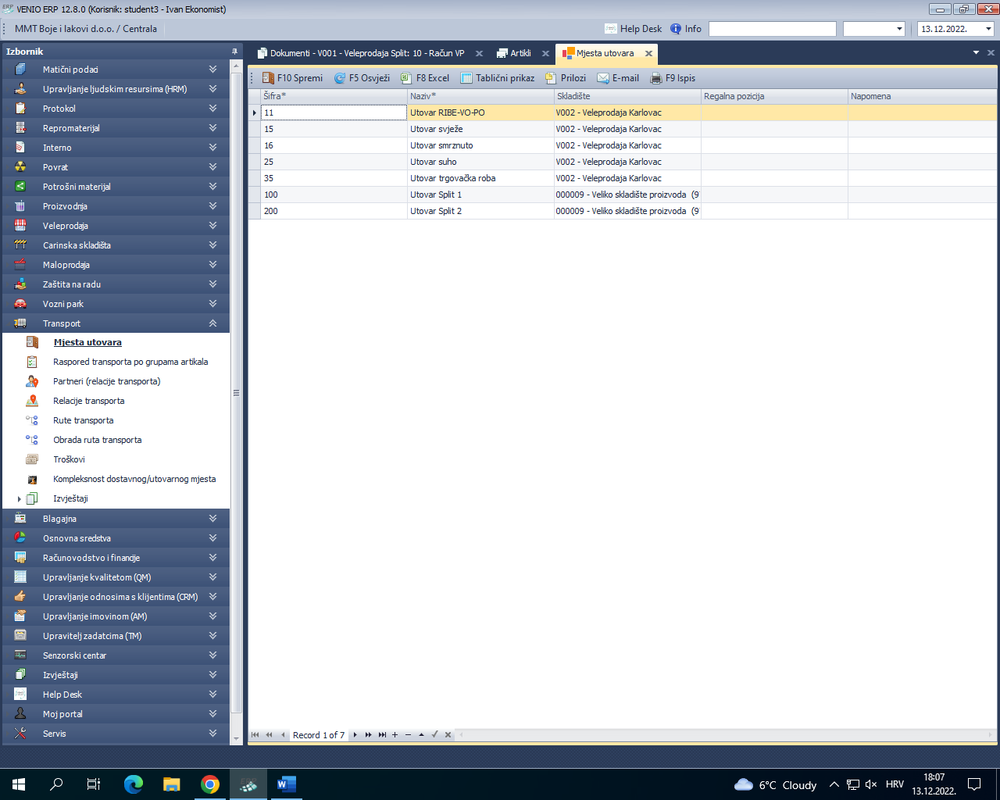 ERP VENIO ERP 12.8.0 (Korisnik: student3 - Ivan Ekonomist)
MMT Boje i lakovi d.o.o. / Centrala
Help Desk
Info
13.12.2022.
Izbornik
Matični podaci
Upravljanje ljudskim resursima (HRM)
Protokol
Repromaterijal
Interno
Povrat
Potrošni materijal
Proizvodnja
Veleprodaja
Carinska skladišta
Maloprodaja
Zaštita na radu
Vozni park
Transport
Mjesta utovara
Raspored transporta po grupama artikala
Partneri (relacije transporta)
Relacije transporta
Rute transporta
Obrada ruta transporta
Troškovi
Kompleksnost dostavnog/utovarnog mjesta
Izvještaji
Blagajna
Osnovna sredstva
Računovodstvo i financije
Upravljanje kvalitetom (QM)
Upravljanje odnosima s klijentima (CRM)
Upravljanje imovinom (AM)
Upravitelj zadatcima (TM)
Senzorski centar
Izvještaji
Help Desk
Moj portal
Servis
Dokumenti - V001 - Veleprodaja Split: 10 - Račun VP
Artikli
Mjesta utovara
F10 Spremi
F5 Osvježi
F8 Excel
Tablični prikaz
Prilozi
E-mail
F9 Ispis
Šifra* Naziv* Skladište Regalna pozicija Napomena
11 Utovar RIBE-VO-PO V002 - Veleprodaja Karlovac
15 Utovar svježe V002 - Veleprodaja Karlovac
16 Utovar smrznuto V002 - Veleprodaja Karlovac
25 Utovar suho V002 - Veleprodaja Karlovac
35 Utovar trgovačka roba V002 - Veleprodaja Karlovac
100 Utovar Split 1 000009 - Veliko skladište proizvoda (9
200 Utovar Split 2 000009 - Veliko skladište proizvoda (9
Record 1 of 7
6°C Cloudy
HRV
18:07
13.12.2022.